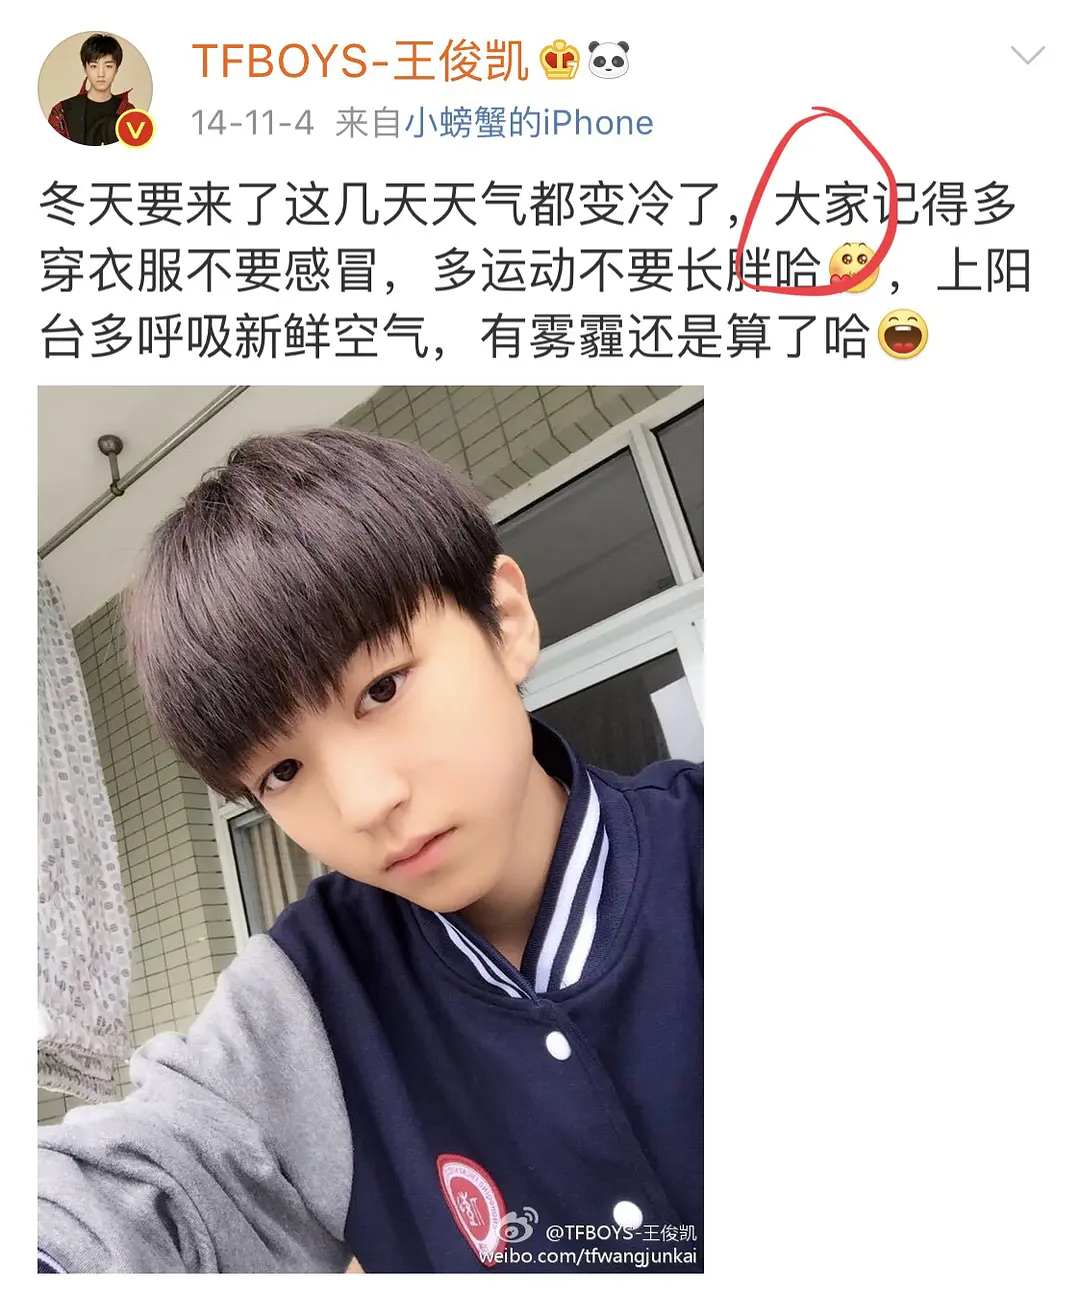 TFBOYS-王俊凯
14-11-4 来自小螃蟹的iPhone
冬天要来了这几天天气都变冷了，大家记得多
穿衣服不要感冒，多运动不要长胖哈，上阳
台多呼吸新鲜空气，有雾霾还是算了哈
@TFBOYS-王俊凯
weibo.com/tfwangjunkai